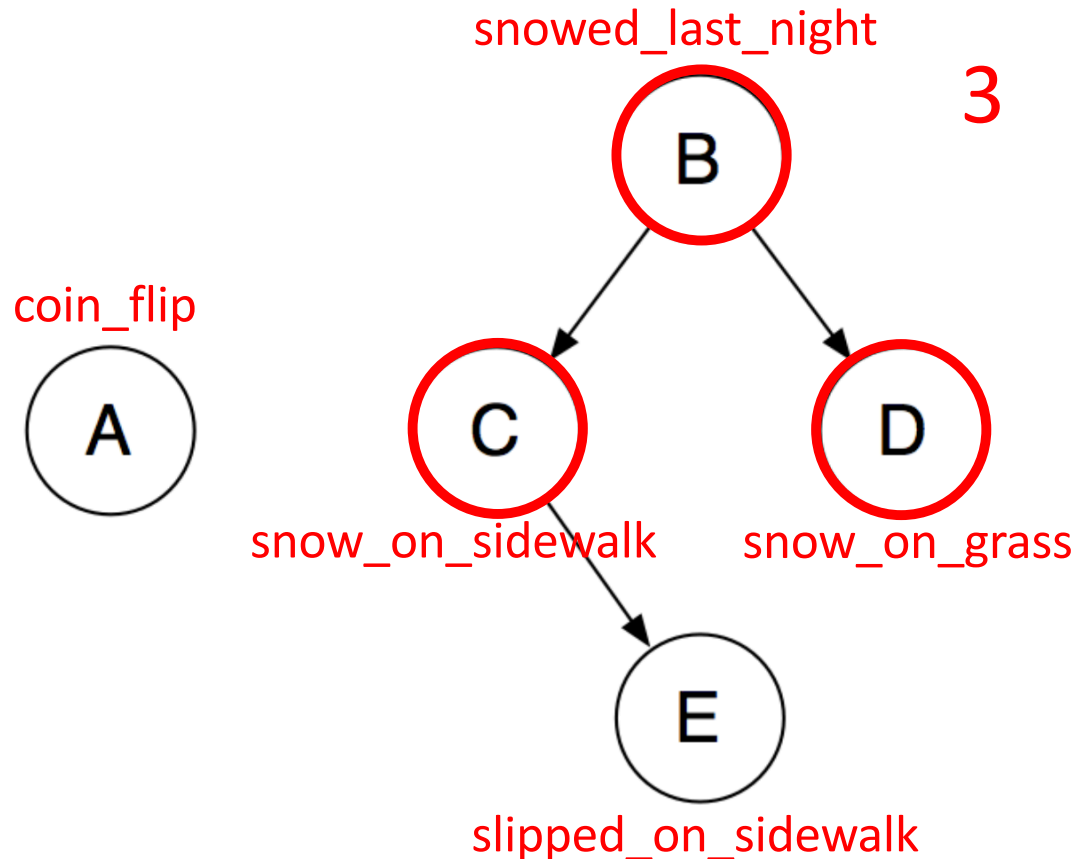 snowed_last_night
3
B
coin_flip
A
C
D
snow_on_sidewalk
snow_on_grass
E
slipped_on_sidewalk